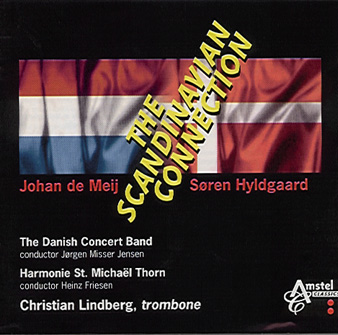 THE
SCANDINAVIAN
CONNECTION
Johan de Meij
Søren Hyldgaard
The Danish Concert Band
conductor Jørgen Misser Jensen
Harmonie St. Michaël Thorn
conductor Heinz Friesen
Christian Lindberg, trombone
Amstel
CLASSICS